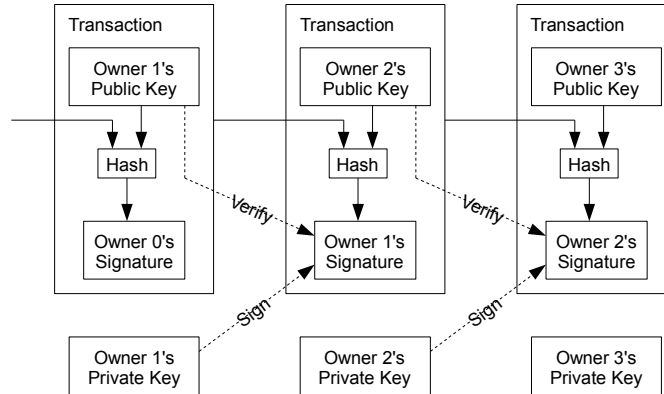 Transaction
Owner 1's
Public Key
Hash
Owner 0's
Signature
Transaction
Owner 2's
Public Key
Hash
Verify
Owner 1's
Signature
Sign
Transaction
Owner 3's
Public Key
Hash
Verify
Owner 2's
Signature
Sign
Owner 1's
Private Key
Owner 2's
Private Key
Owner 3's
Private Key